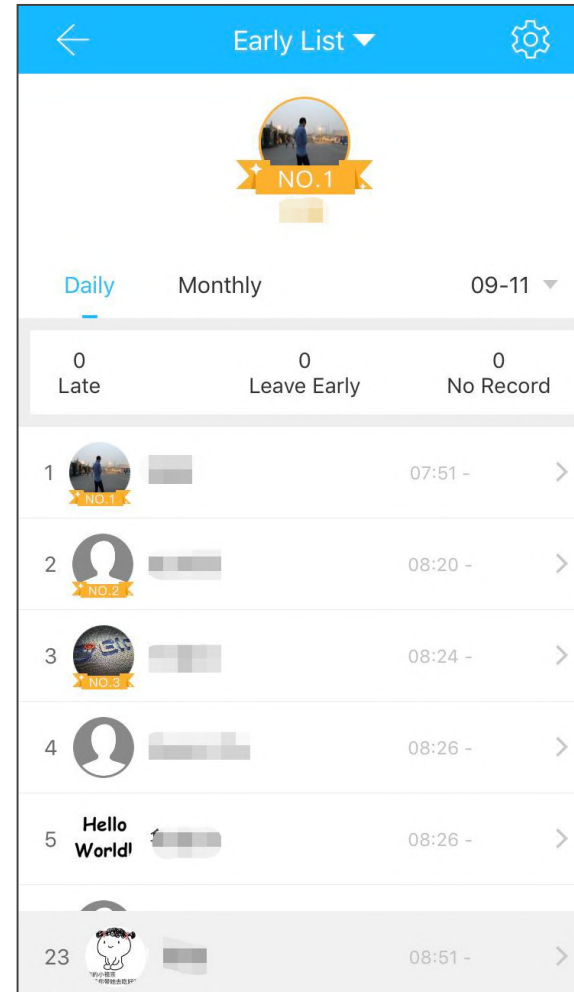 Early List
NO.1
Daily Monthly 09-11
0 0 0
Late Leave Early No Record
1 NO.1 07:51 -
2 NO.2 08:20 -
3 NO.3 08:24 -
4 08:26 -
5 Hello World! 08:26 -
23 08:51 -